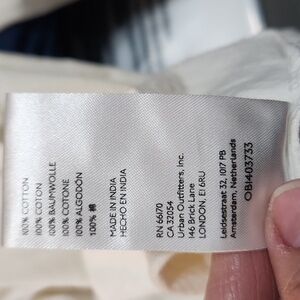 100% COTTON
100% COTON
100% BAUMWOLLE
100% COTONE
100% ALGODÓN
100% 棉
MADE IN INDIA
HECHO EN INDIA
RN 66170
CA 32054
Urban Outfitters, Inc.
146 Brick Lane
LONDON, E1 6RU
Leidsestraat 32, 1017 PB
Amsterdam, Netherlands
OB1403733